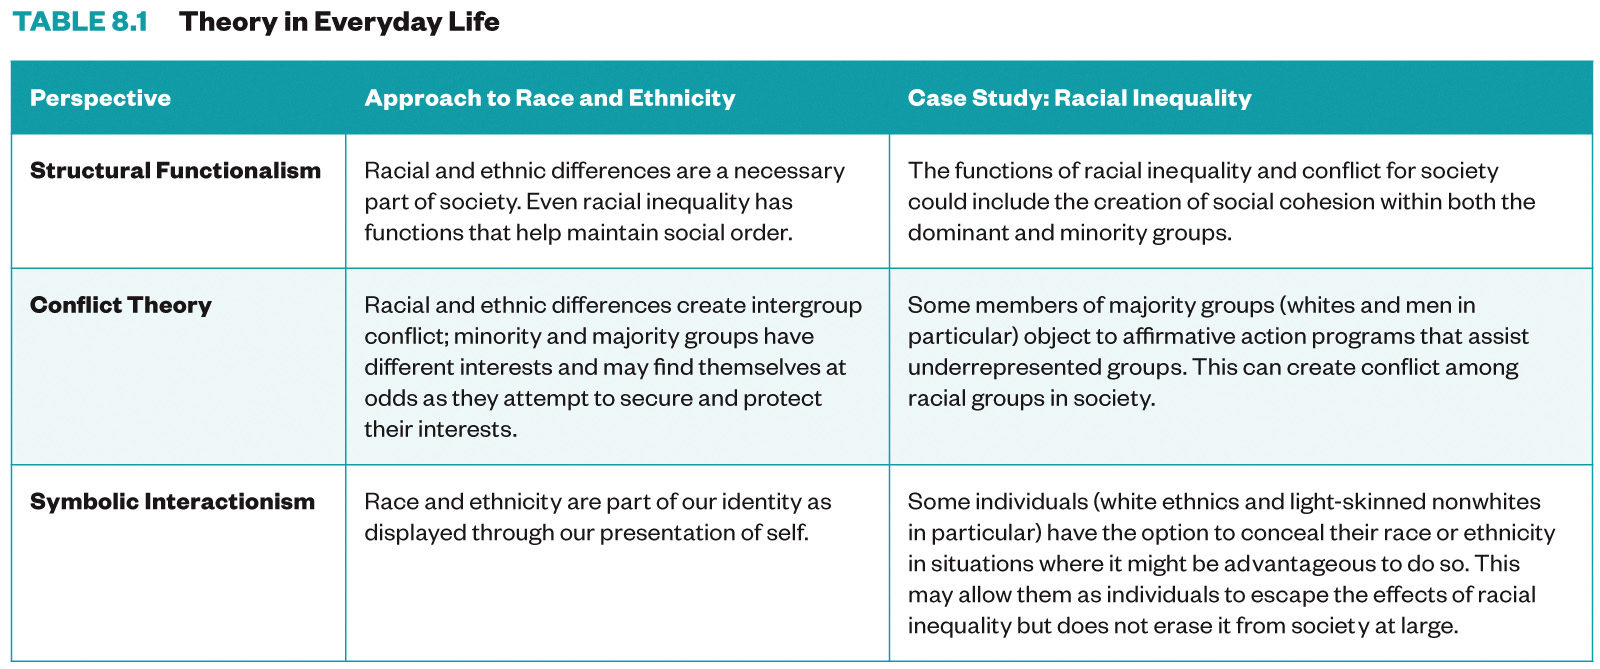 TABLE 8.1 Theory in Everyday Life
Perspective
Approach to Race and Ethnicity
Case Study: Racial Inequality
Structural Functionalism
Racial and ethnic differences are a necessary
part of society. Even racial inequality has
functions that help maintain social order.
The functions of racial inequality and conflict for society
could include the creation of social cohesion within both the
dominant and minority groups.
Conflict Theory
Racial and ethnic differences create intergroup
conflict; minority and majority groups have
different interests and may find themselves at
odds as they attempt to secure and protect
their interests.
Some members of majority groups (whites and men in
particular) object to affirmative action programs that assist
underrepresented groups. This can create conflict among
racial groups in society.
Symbolic Interactionism
Race and ethnicity are part of our identity as
displayed through our presentation of self.
Some individuals (white ethnics and light-skinned nonwhites
in particular) have the option to conceal their race or ethnicity
in situations where it might be advantageous to do so. This
may allow them as individuals to escape the effects of racial
inequality but does not erase it from society at large.